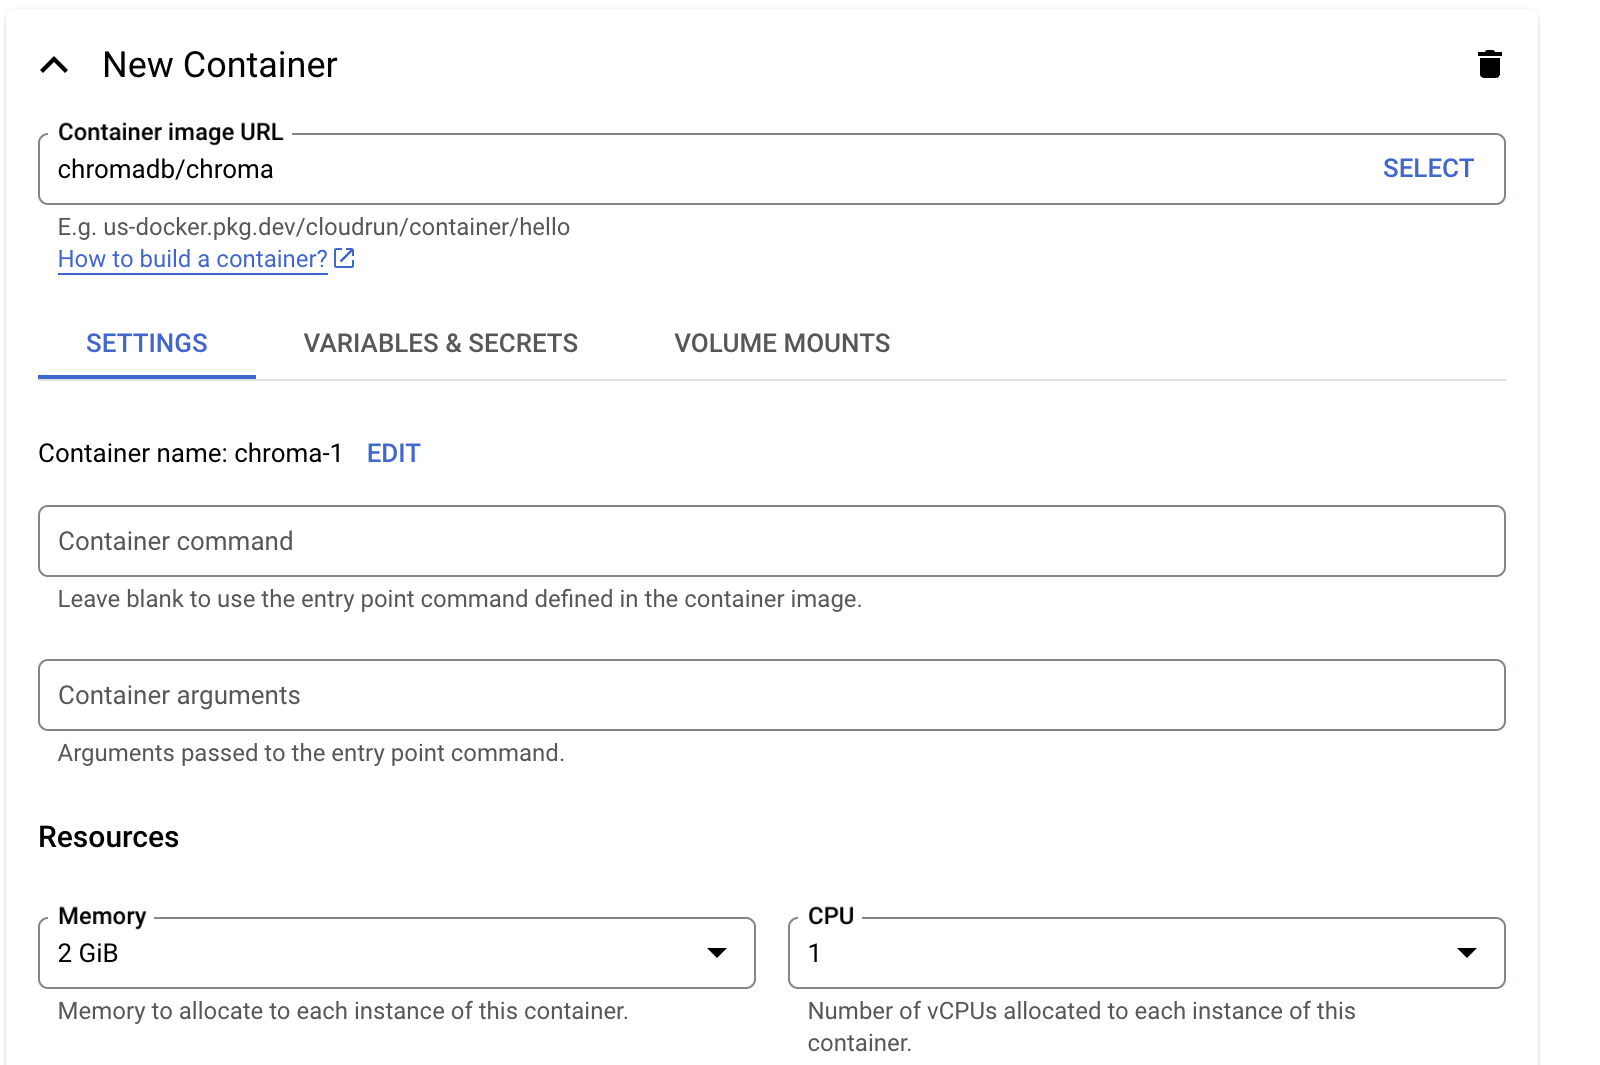 New Container
Container image URL
chromadb/chroma
SELECT
E.g. us-docker.pkg.dev/cloudrun/container/hello
How to build a container?
SETTINGS
VARIABLES & SECRETS
VOLUME MOUNTS
Container name: chroma-1 EDIT
Container command
Leave blank to use the entry point command defined in the container image.
Container arguments
Arguments passed to the entry point command.
Resources
Memory
2 GiB
Memory to allocate to each instance of this container.
CPU
1
Number of vCPUs allocated to each instance of this
container.